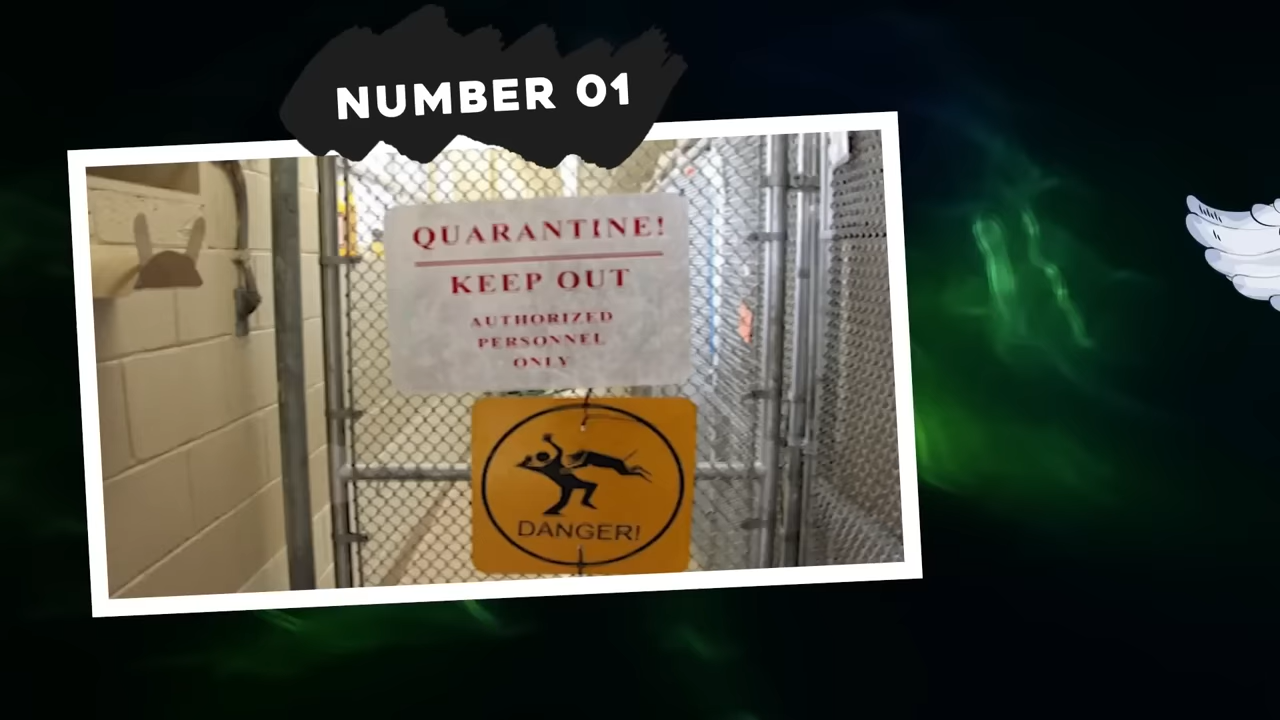 NUMBER 01
QUARANTINE!
KEEP OUT
AUTHORIZED
PERSONNEL
ONLY
DANGER!